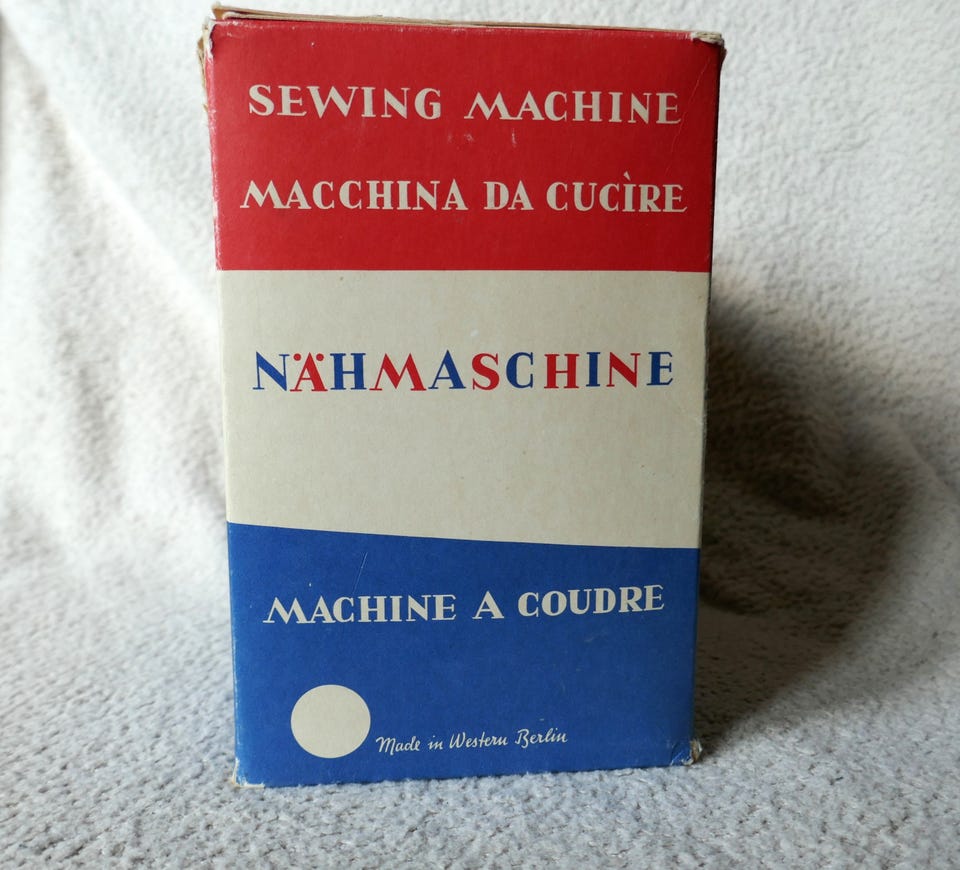 SEWING MACHINE
MACCHINA DA CUCÌRE
NÄHMASCHINE
MACHINE A COUDRE
Made in Western Berlin